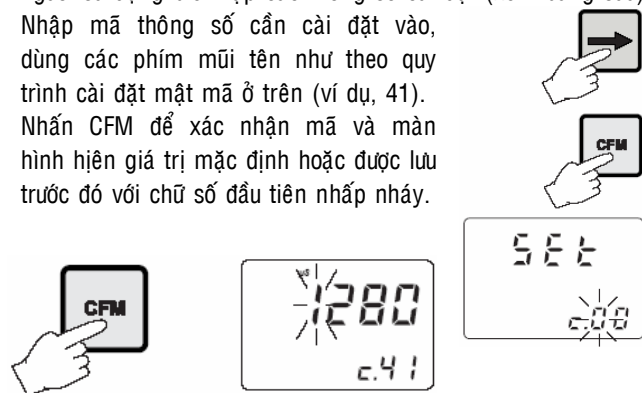 Nhập mã thông số cần cài đặt vào,
dùng các phím mũi tên như theo quy
trình cài đặt mật mã ở trên (ví dụ, 41).
Nhấn CFM để xác nhận mã và màn
hình hiện giá trị mặc định hoặc được lưu
trước đó với chữ số đầu tiên nhấp nháy.
CFM
SEt
c.00
CFM
µS
1280
c.41